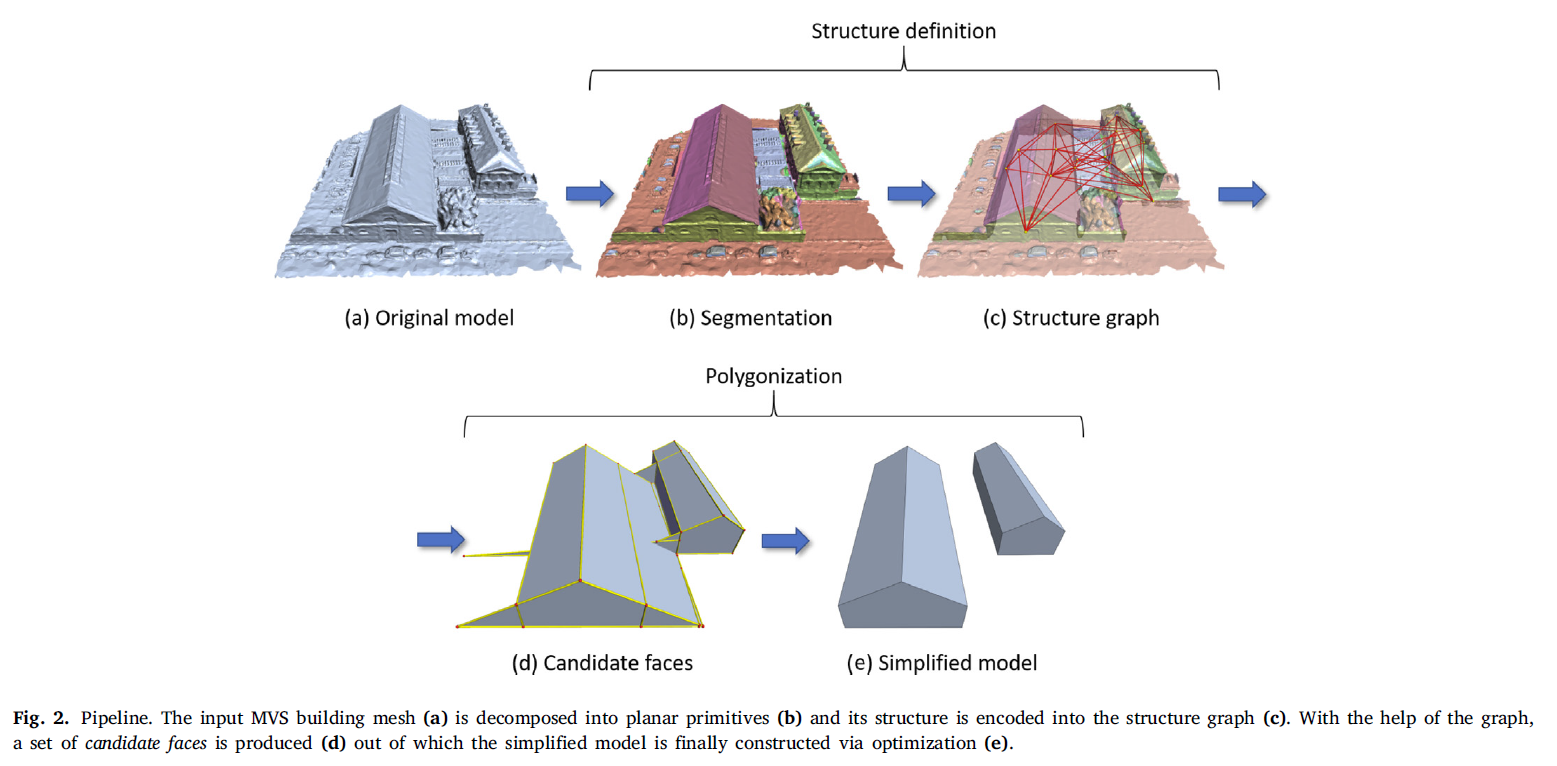 Structure definition
(a) Original model
(b) Segmentation
(c) Structure graph
Polygonization
(d) Candidate faces
(e) Simplified model
Fig. 2. Pipeline. The input MVS building mesh (a) is decomposed into planar primitives (b) and its structure is encoded into the structure graph (c). With the help of the graph,
a set of candidate faces is produced (d) out of which the simplified model is finally constructed via optimization (e).